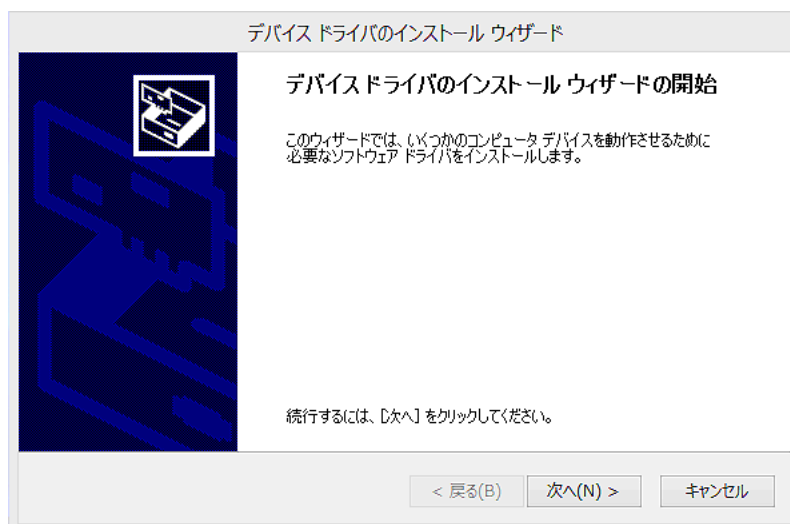 デバイス ドライバのインストール ウィザード
デバイス ドライバのインストール ウィザードの開始
このウィザードでは、いくつかのコンピュータ デバイスを動作させるために
必要なソフトウェア ドライバをインストールします。
続行するには、[次へ] をクリックしてください。
< 戻る(B)
次へ(N) >
キャンセル